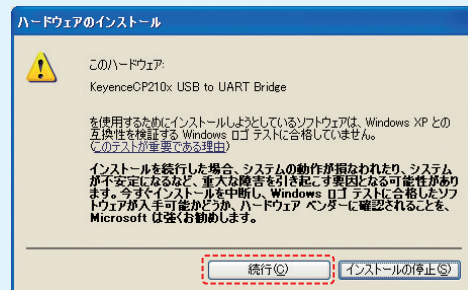 ハードウェアのインストール
このハードウェア:
KeyenceCP210x USB to UART Bridge
を使用するためにインストールしようとしているソフトウェアは、Windows XP との
互換性を検証する Windows ロゴ テストに合格していません。
(このテストが重要である理由)
インストールを続行した場合、システムの動作が損なわれたり、システム
が不安定になるなど、重大な障害を引き起こす要因となる可能性があり
ます。今すぐインストールを中断し、Windows ロゴ テストに合格したソフ
トウェアが入手可能かどうか、ハードウェア ベンダーに確認されることを、
Microsoft は強くお勧めします。
続行(C)
インストールの停止(S)